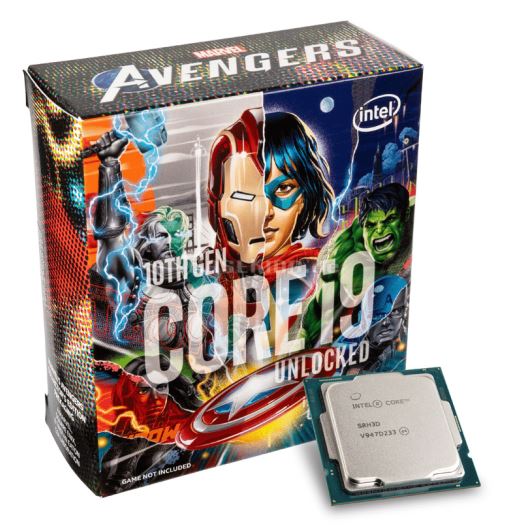 MARVEL
AVENGERS
intel
10TH GEN
CORE i9
UNLOCKED
GAME NOT INCLUDED
INTEL® CORE™
SRH3D
V947D233